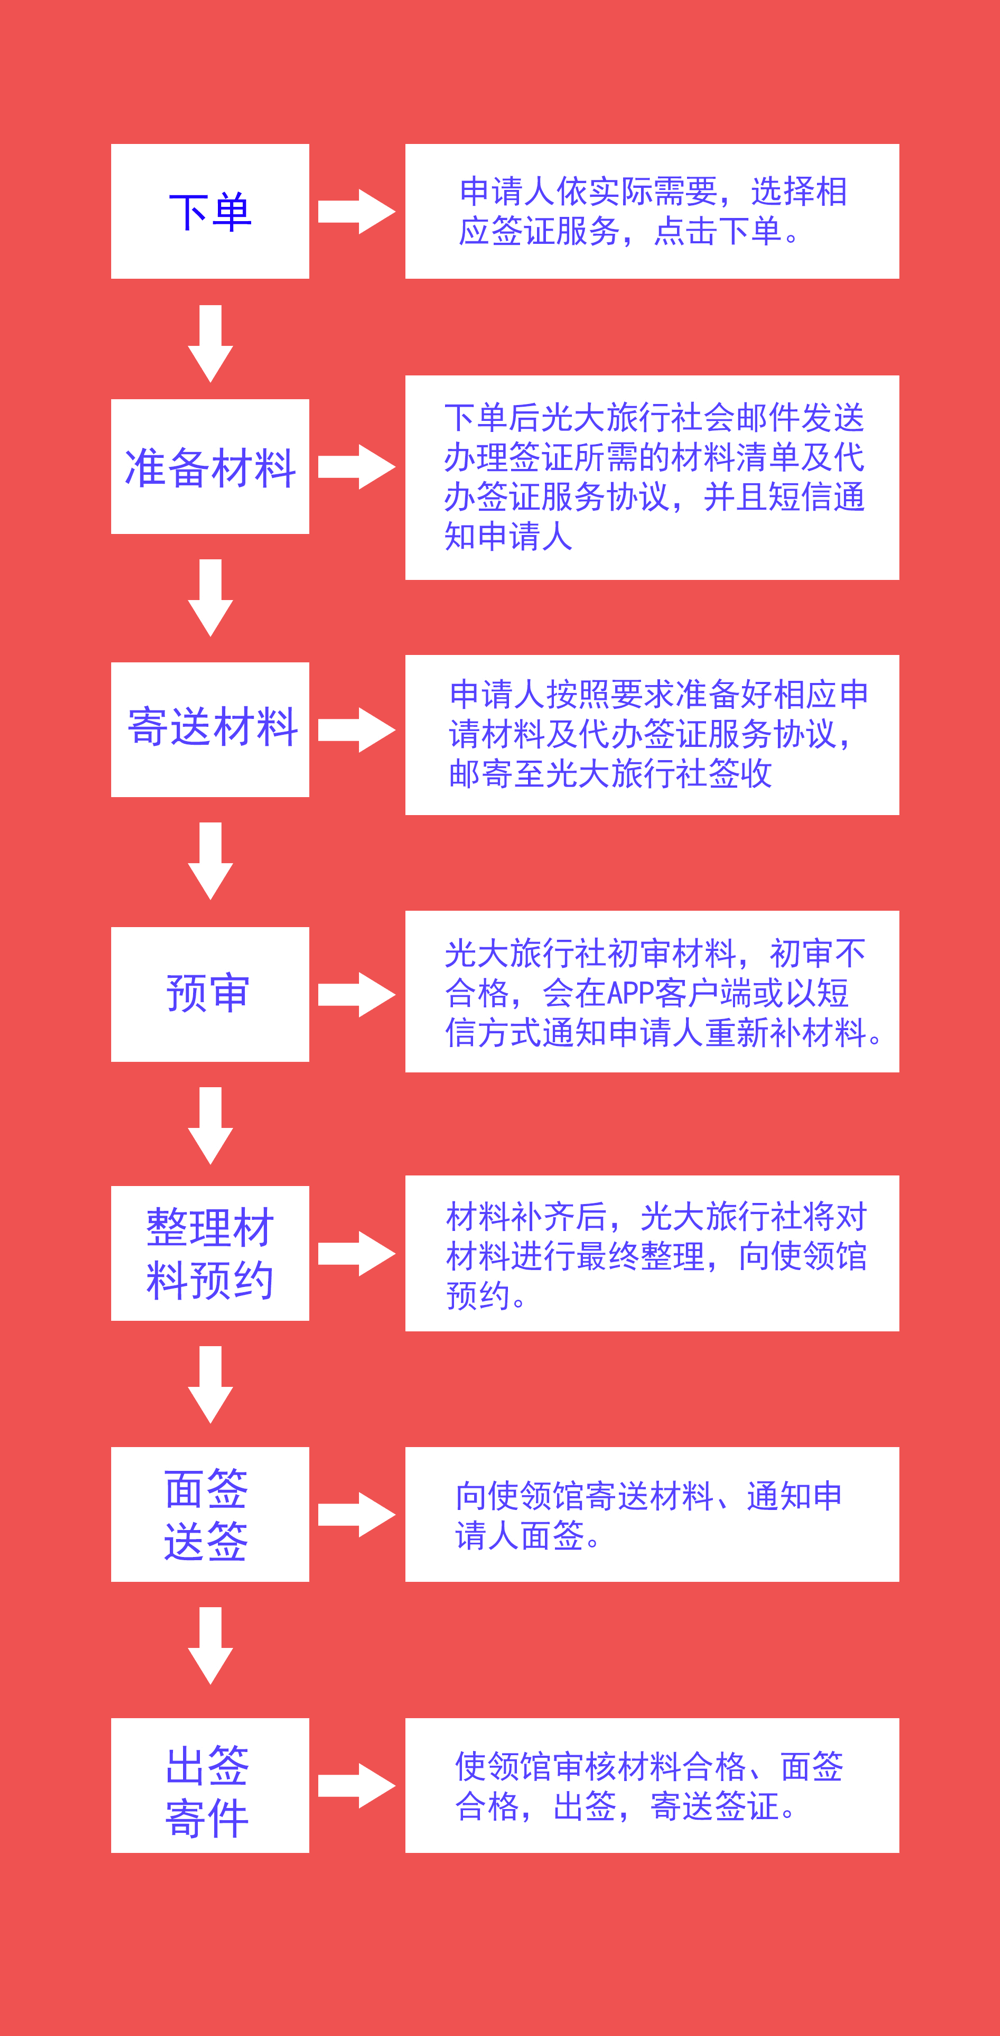 下单
申请人依实际需要，选择相
应签证服务，点击下单。
准备材料
下单后光大旅行社会邮件发送
办理签证所需的材料清单及代
办签证服务协议，并且短信通
知申请人
寄送材料
申请人按照要求准备好相应申
请材料及代办签证服务协议，
邮寄至光大旅行社签收
预审
光大旅行社初审材料，初审不
合格，会在APP客户端或以短
信方式通知申请人重新补材料。
整理材
料预约
材料补齐后，光大旅行社将对
材料进行最终整理，向使领馆
预约。
面签
送签
向使领馆寄送材料、通知申
请人面签。
出签
寄件
使领馆审核材料合格、面签
合格，出签，寄送签证。